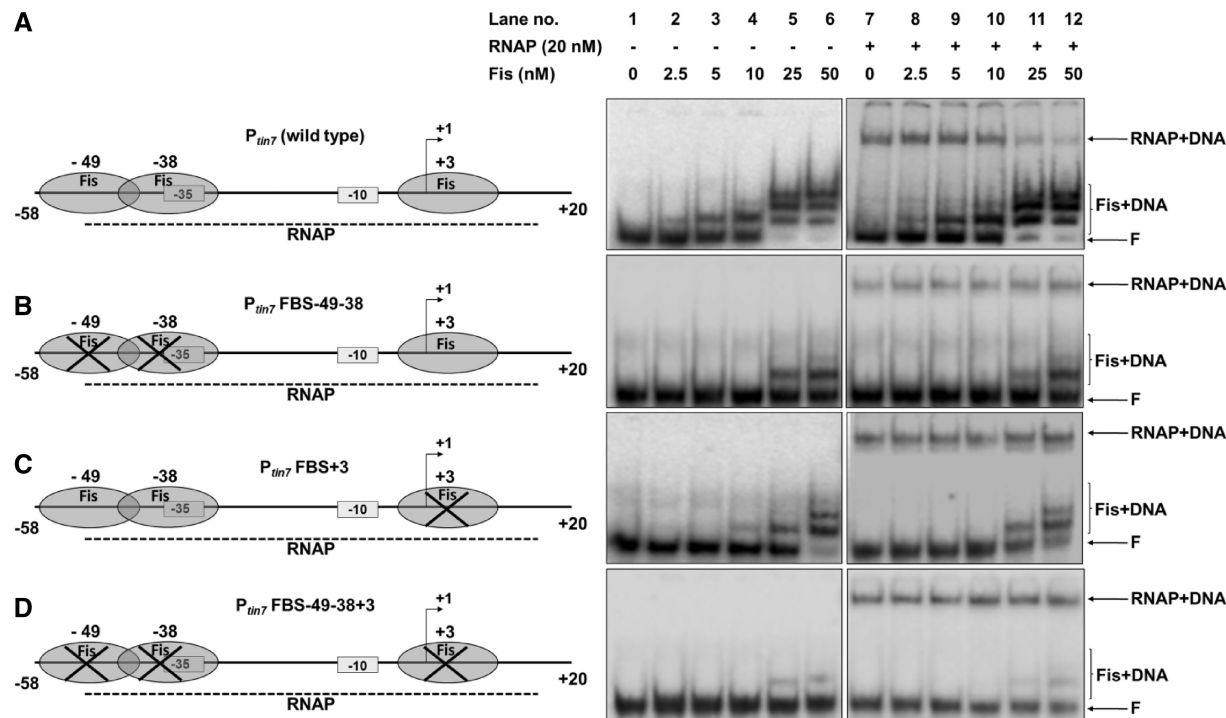 A
Lane no. 1 2 3 4 5 6 7 8 9 10 11 12
RNAP (20 nM) - - - - - - + + + + + +
Fis (nM) 0 2.5 5 10 25 50 0 2.5 5 10 25 50
Ptin7 (wild type)
+1
- 49 -38 +3
Fis Fis Fis
-35 -10
-58 +20
RNAP
RNAP+DNA
Fis+DNA
F
B
Ptin7 FBS-49-38
+1
- 49 -38 +3
Fis Fis Fis
-35 -10
-58 +20
RNAP
RNAP+DNA
Fis+DNA
F
C
Ptin7 FBS+3
+1
- 49 -38 +3
Fis Fis Fis
-35 -10
-58 +20
RNAP
RNAP+DNA
Fis+DNA
F
D
Ptin7 FBS-49-38+3
+1
- 49 -38 +3
Fis Fis Fis
-35 -10
-58 +20
RNAP
RNAP+DNA
Fis+DNA
F